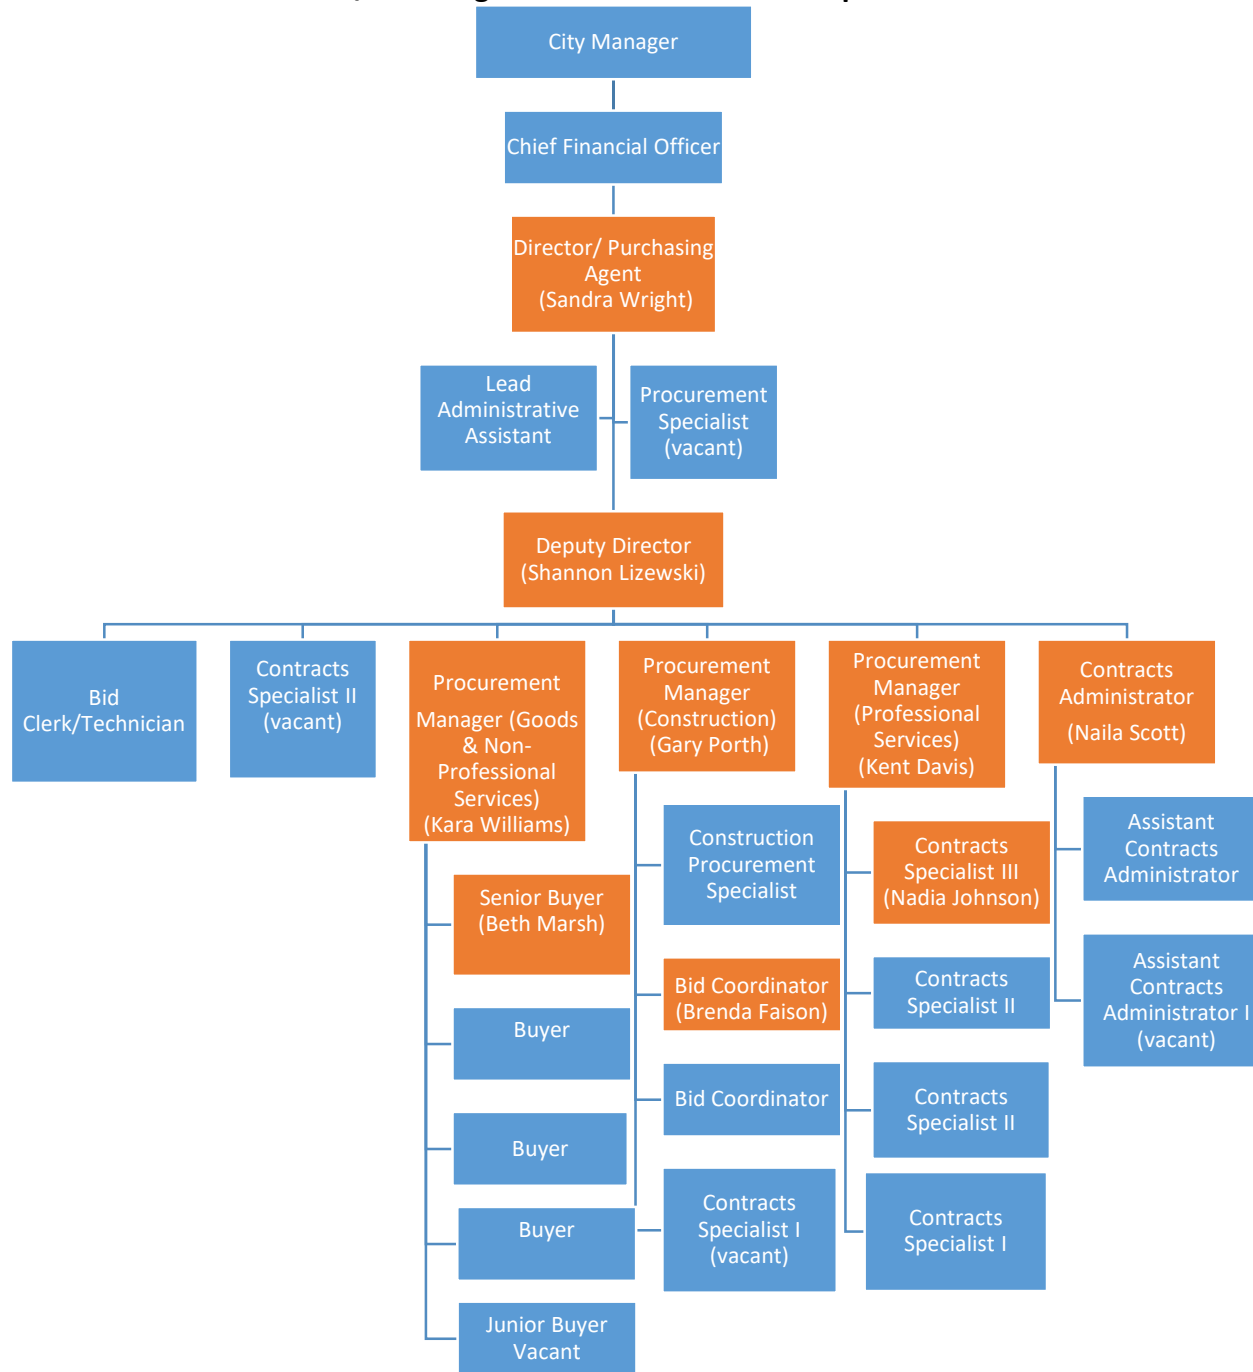 City Manager
Chief Financial Officer
Director/ Purchasing
Agent
(Sandra Wright)
Lead
Administrative
Assistant
Procurement
Specialist
(vacant)
Deputy Director
(Shannon Lizewski)
Bid
Clerk/Technician
Contracts
Specialist II
(vacant)
Procurement
Manager (Goods
& Non-
Professional
Services)
(Kara Williams)
Procurement
Manager
(Construction)
(Gary Porth)
Procurement
Manager
(Professional
Services)
(Kent Davis)
Contracts
Administrator
(Naila Scott)
Senior Buyer
(Beth Marsh)
Buyer
Buyer
Buyer
Junior Buyer
Vacant
Construction
Procurement
Specialist
Bid Coordinator
(Brenda Faison)
Bid Coordinator
Contracts
Specialist I
(vacant)
Contracts
Specialist III
(Nadia Johnson)
Contracts
Specialist II
Contracts
Specialist II
Contracts
Specialist I
Assistant
Contracts
Administrator
Assistant
Contracts
Administrator I
(vacant)